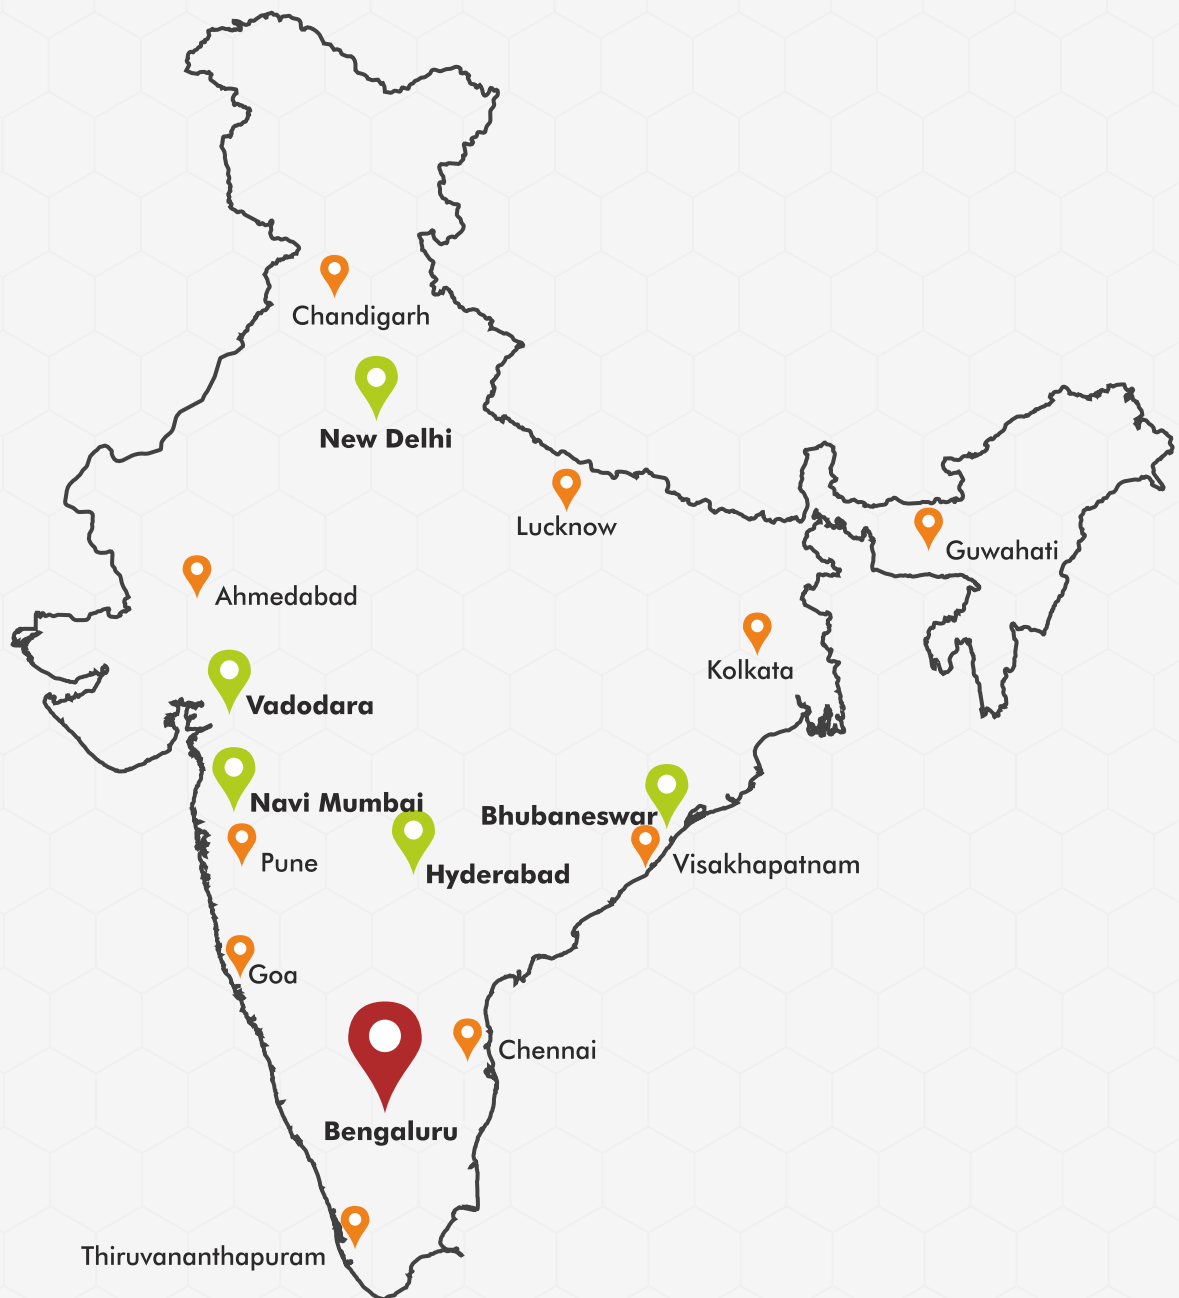 Chandigarh
New Delhi
Lucknow
Guwahati
Ahmedabad
Kolkata
Vadodara
Navi Mumbai
Bhubaneswar
Pune
Visakhapatnam
Hyderabad
Goa
Chennai
Bengaluru
Thiruvananthapuram